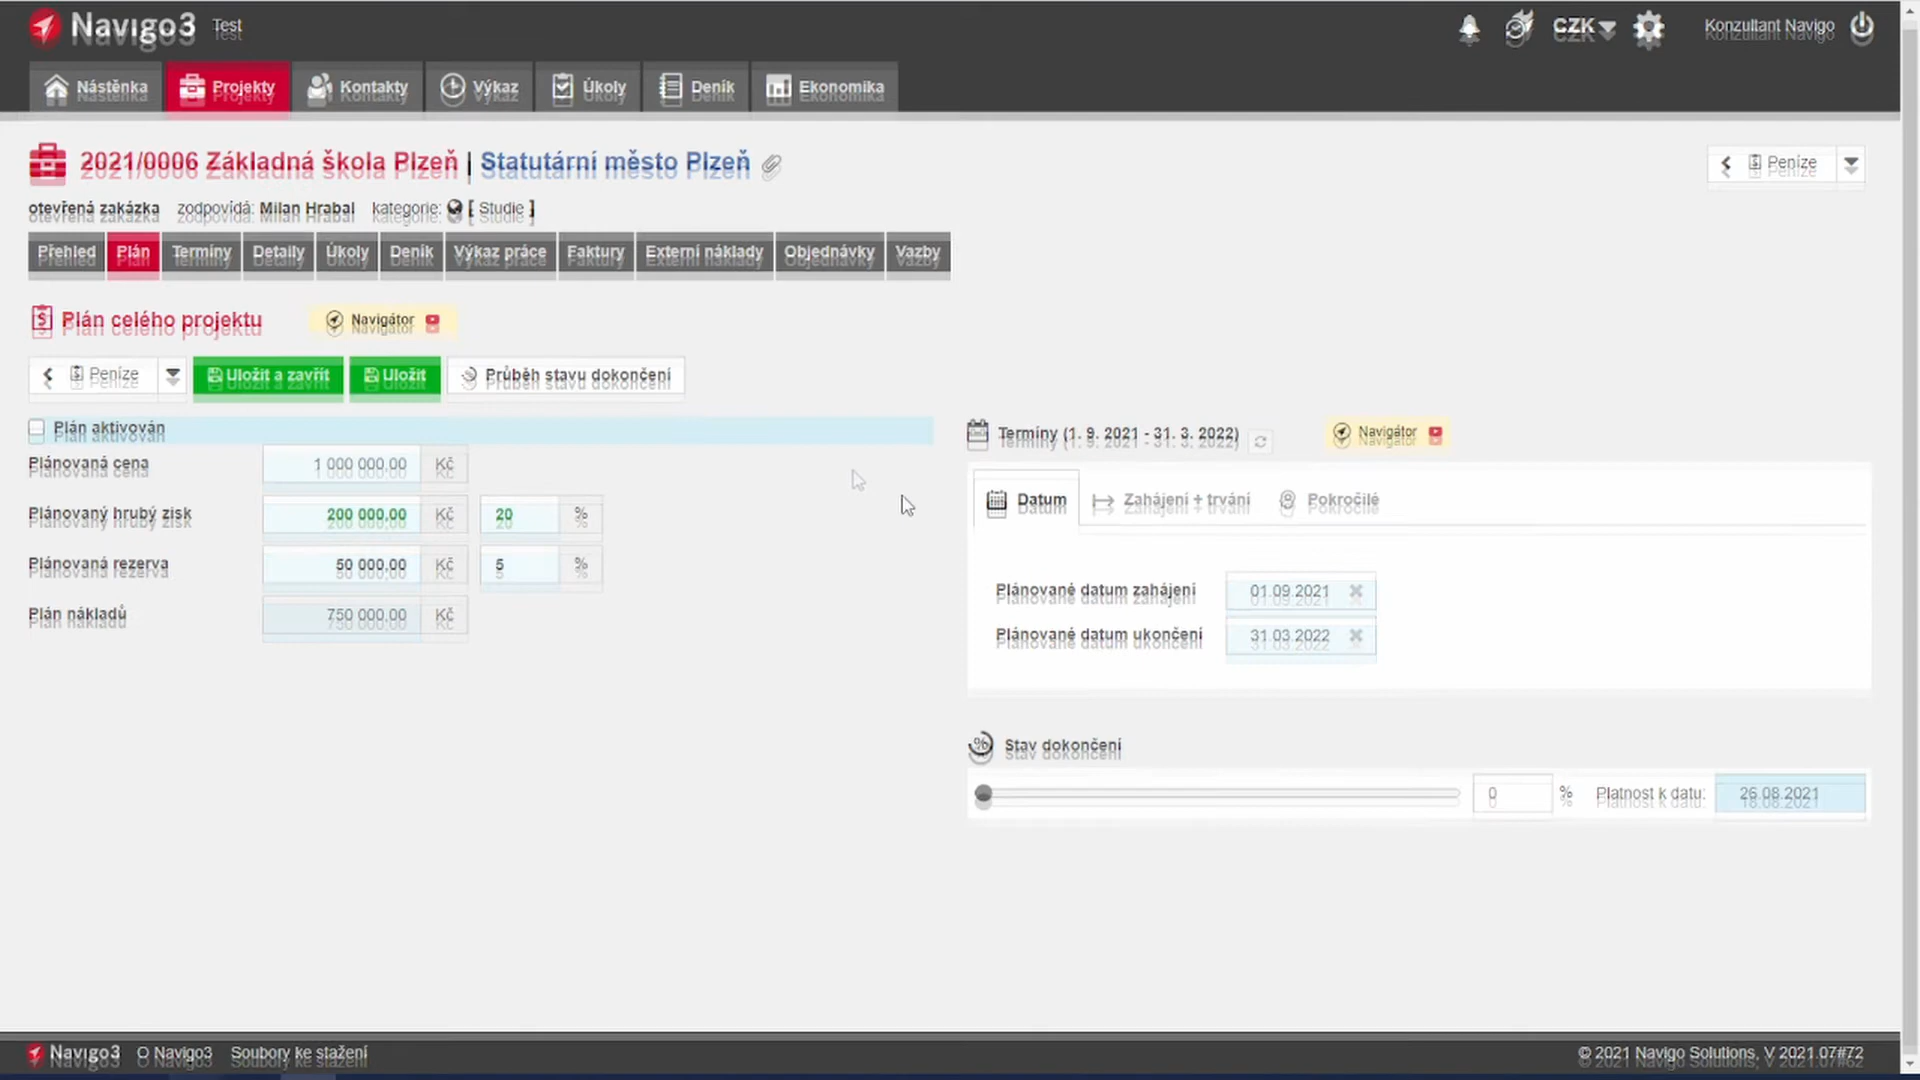 Navigo3 Test CZK Konzultant Navigo
Nástěnka Projekty Kontakty Výkaz Úkoly Deník Ekonomika
2021/0006 Základná škola Plzeň | Statutární město Plzeň Peníze
otevřená zakázka zodpovídá: Milan Hrabal kategorie: [ Studie ]
Přehled Plán Termíny Detaily Úkoly Deník Výkaz práce Faktury Externí náklady Objednávky Vazby
Plán celého projektu Navigátor
Peníze Uložit a zavřít Uložit Průběh stavu dokončení
Plán aktivován
Plánovaná cena 1 000 000,00 Kč
Plánovaný hrubý zisk 200 000,00 Kč 20 %
Plánovaná rezerva 50 000,00 Kč 5 %
Plán nákladů 750 000,00 Kč
Termíny (1. 9. 2021 - 31. 3. 2022) Navigátor
Datum Zahájení + trvání Pokročilé
Plánované datum zahájení 01.09.2021
Plánované datum ukončení 31.03.2022
Stav dokončení
0 % Platnost k datu: 26.08.2021
Navigo3 O Navigo3 Soubory ke stažení
© 2021 Navigo Solutions, V 2021.07#72